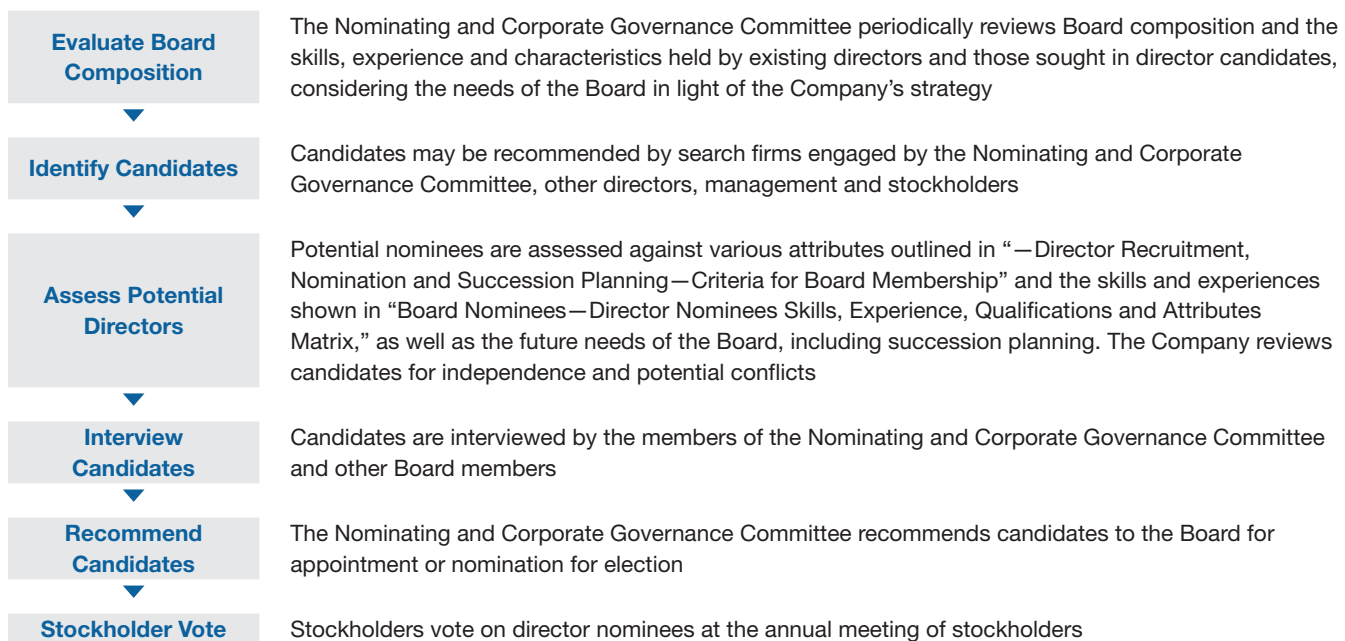 Evaluate Board
Composition
The Nominating and Corporate Governance Committee periodically reviews Board composition and the
skills, experience and characteristics held by existing directors and those sought in director candidates,
considering the needs of the Board in light of the Company’s strategy
Identify Candidates
Candidates may be recommended by search firms engaged by the Nominating and Corporate
Governance Committee, other directors, management and stockholders
Assess Potential
Directors
Potential nominees are assessed against various attributes outlined in “—Director Recruitment,
Nomination and Succession Planning—Criteria for Board Membership” and the skills and experiences
shown in “Board Nominees—Director Nominees Skills, Experience, Qualifications and Attributes
Matrix,” as well as the future needs of the Board, including succession planning. The Company reviews
candidates for independence and potential conflicts
Interview
Candidates
Candidates are interviewed by the members of the Nominating and Corporate Governance Committee
and other Board members
Recommend
Candidates
The Nominating and Corporate Governance Committee recommends candidates to the Board for
appointment or nomination for election
Stockholder Vote
Stockholders vote on director nominees at the annual meeting of stockholders